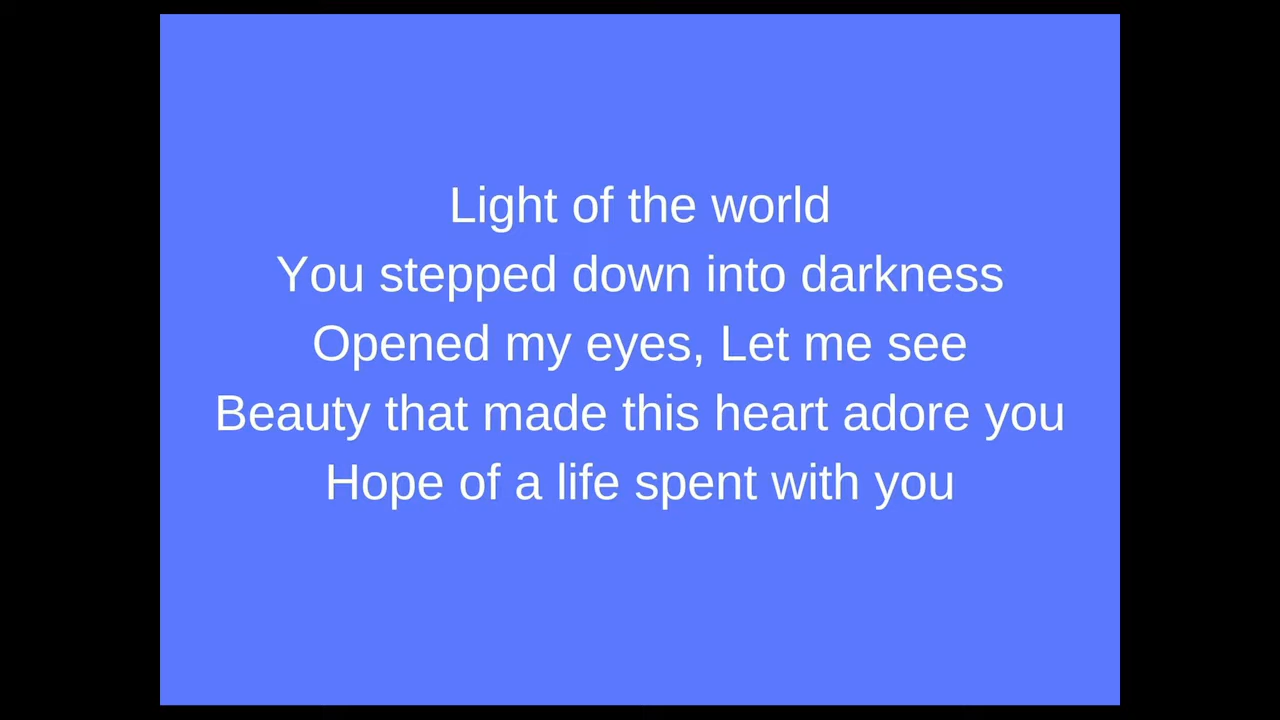 Light of the world
You stepped down into darkness
Opened my eyes, Let me see
Beauty that made this heart adore you
Hope of a life spent with you